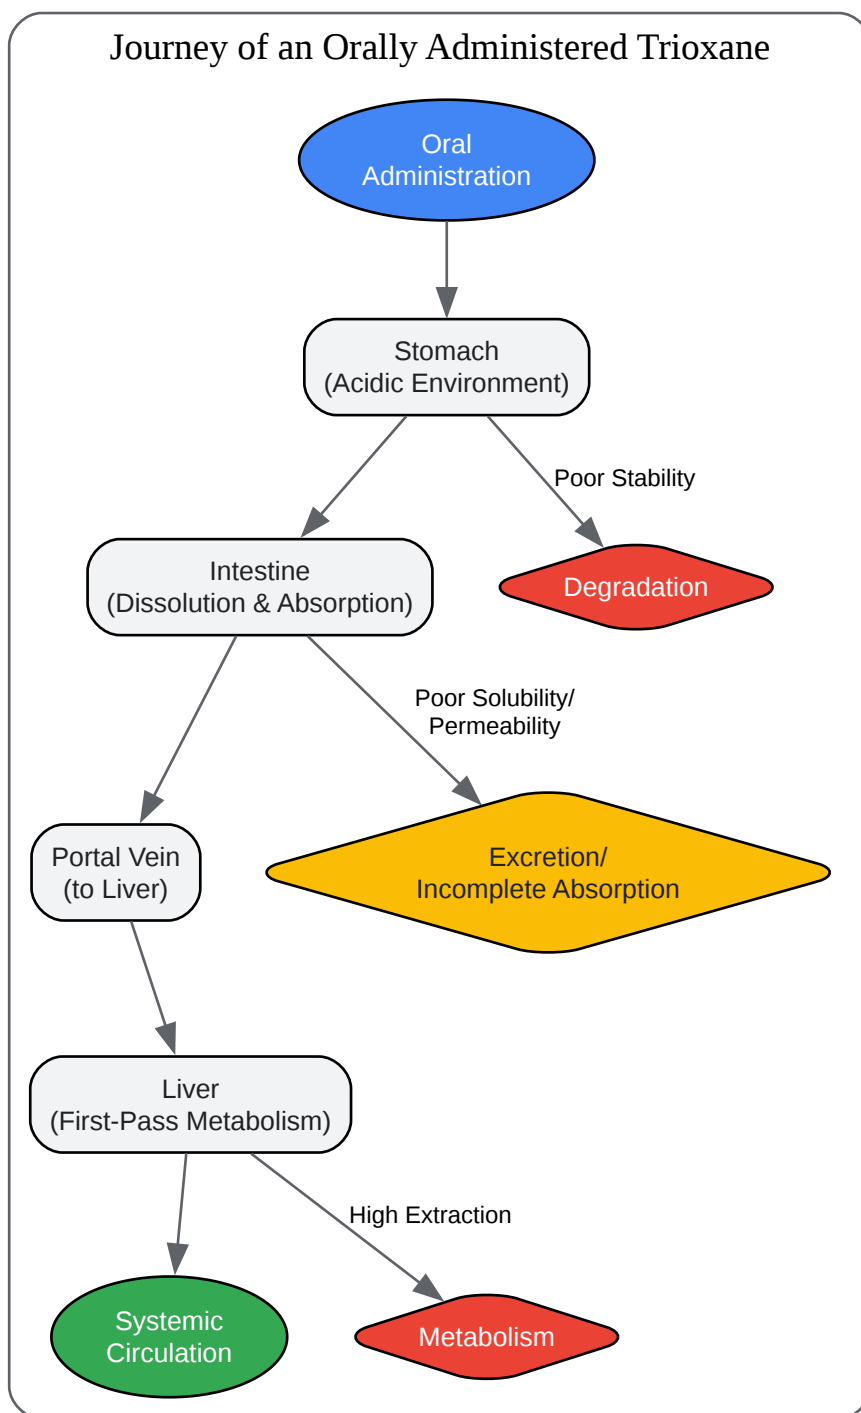 Journey of an Orally Administered Trioxane
Oral
Administration
Stomach
(Acidic Environment)
Poor Stability
Intestine
(Dissolution & Absorption)
Degradation
Poor Solubility/
Permeability
Portal Vein
(to Liver)
Excretion/
Incomplete Absorption
Liver
(First-Pass Metabolism)
High Extraction
Systemic
Circulation
Metabolism